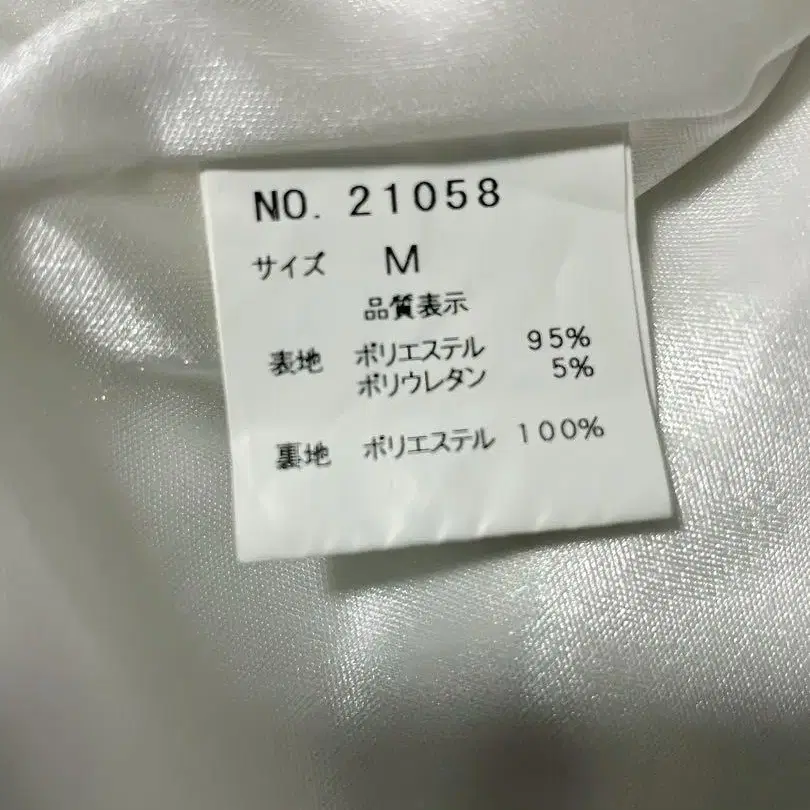 NO. 21058
サイズ M
品質表示
表地 ポリエステル 95%
ポリウレタン 5%
裏地 ポリエステル 100%